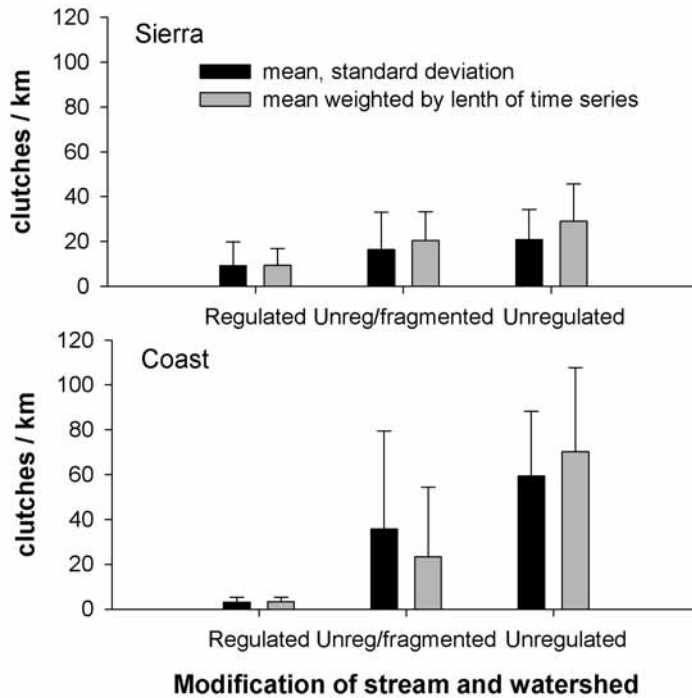 120
Sierra
100
mean, standard deviation
mean weighted by lenth of time series
80
60
40
20
0
clutches / km
Regulated Unreg/fragmented Unregulated
120
Coast
100
80
60
40
20
0
clutches / km
Regulated Unreg/fragmented Unregulated
Modification of stream and watershed